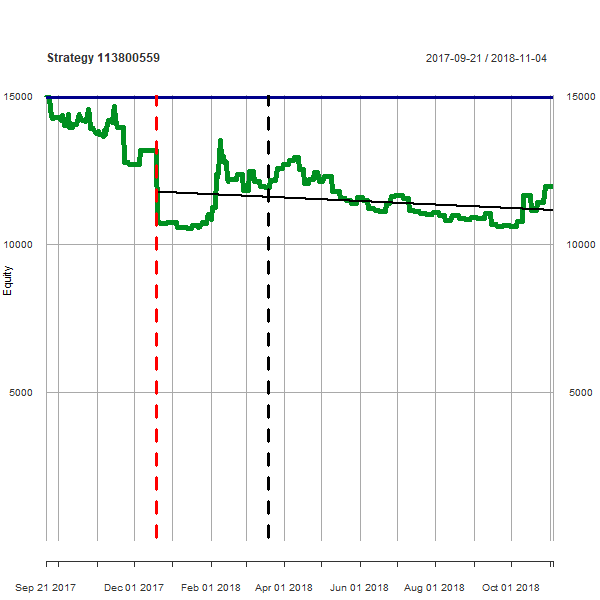 Strategy 113800559
2017-09-21 / 2018-11-04
15000
15000
10000
10000
Equity
5000
5000
Sep 21 2017
Dec 01 2017
Feb 01 2018
Apr 01 2018
Jun 01 2018
Aug 01 2018
Oct 01 2018